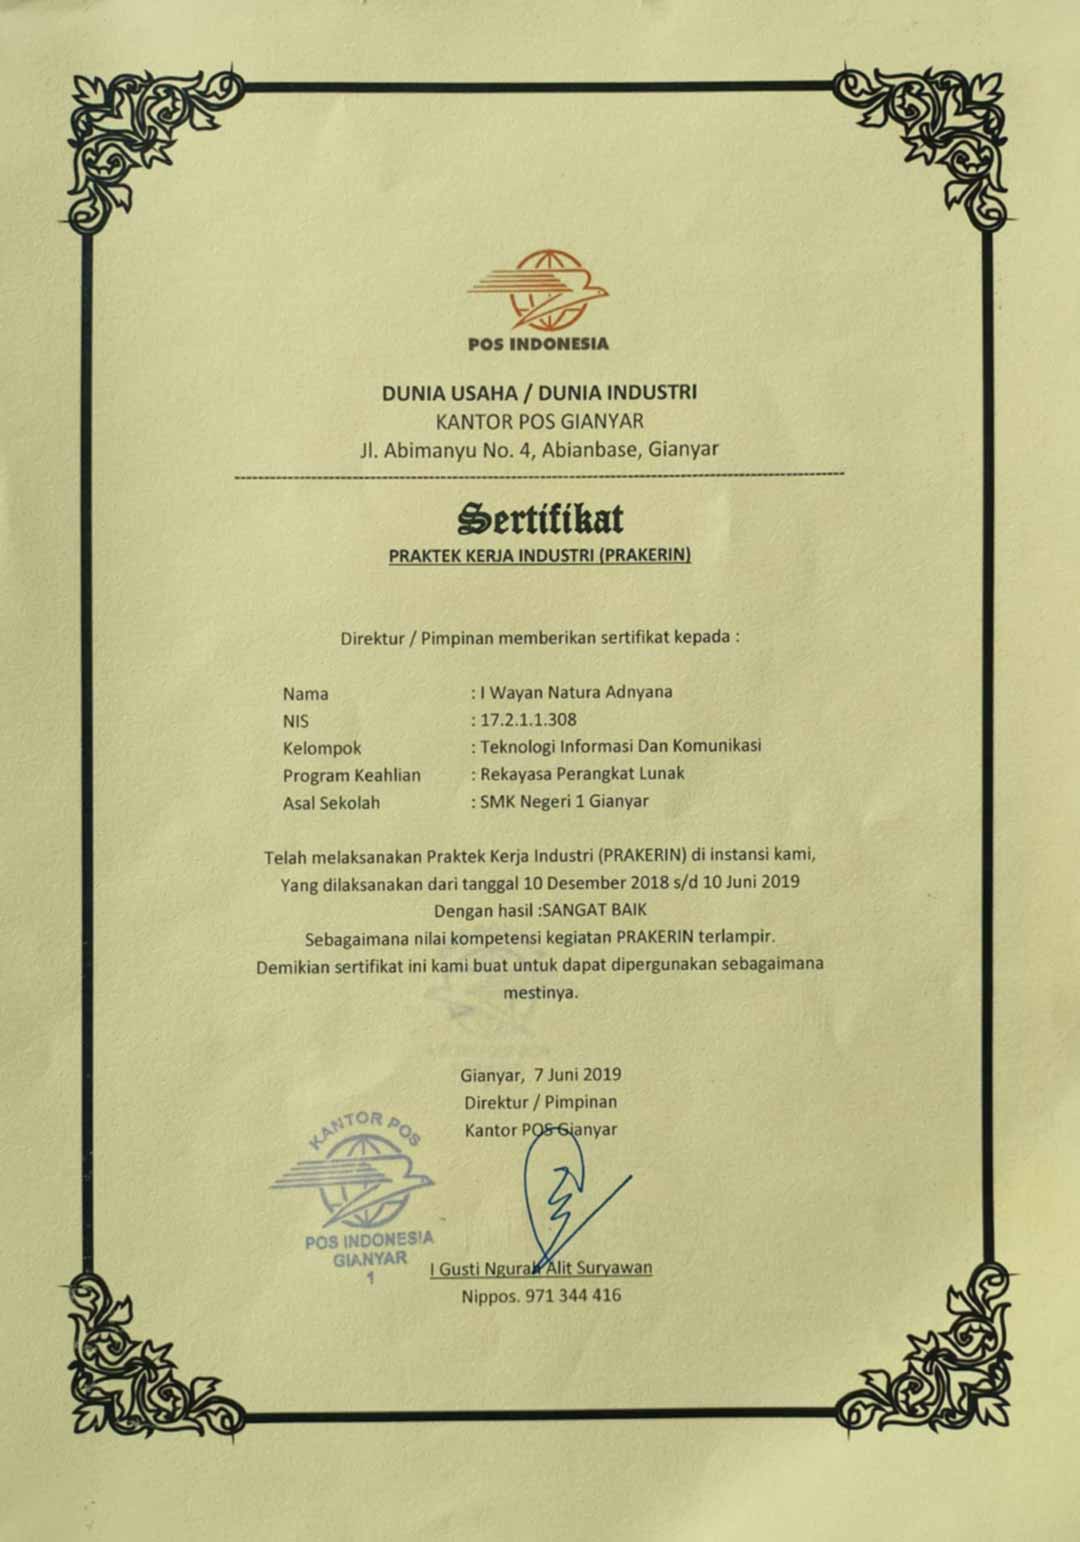 POS INDONESIA
DUNIA USAHA / DUNIA INDUSTRI
KANTOR POS GIANYAR
Jl. Abimanyu No. 4, Abianbase, Gianyar
Sertifikat
PRAKTEK KERJA INDUSTRI (PRAKERIN)
Direktur / Pimpinan memberikan sertifikat kepada :
Nama : I Wayan Natura Adnyana
NIS : 17.2.1.1.308
Kelompok : Teknologi Informasi Dan Komunikasi
Program Keahlian : Rekayasa Perangkat Lunak
Asal Sekolah : SMK Negeri 1 Gianyar
Telah melaksanakan Praktek Kerja Industri (PRAKERIN) di instansi kami,
Yang dilaksanakan dari tanggal 10 Desember 2018 s/d 10 Juni 2019
Dengan hasil :SANGAT BAIK
Sebagaimana nilai kompetensi kegiatan PRAKERIN terlampir.
Demikian sertifikat ini kami buat untuk dapat dipergunakan sebagaimana
mestinya.
Gianyar, 7 Juni 2019
Direktur / Pimpinan
Kantor POS Gianyar
KANTOR POS
POS INDONESIA
GIANYAR
1
I Gusti Ngurah Alit Suryawan
Nippos. 971 344 416